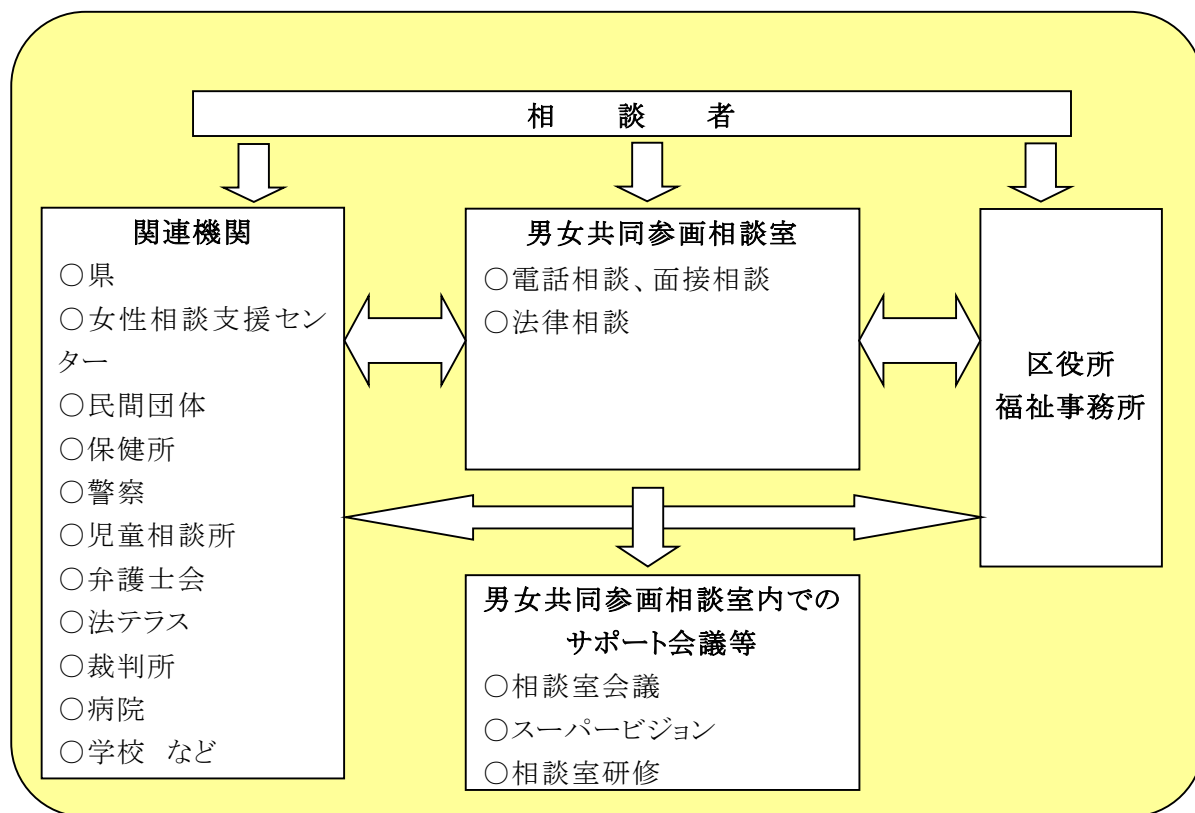 相　談　者
関連機関
○県
○女性相談支援セン
ター
○民間団体
○保健所
○警察
○児童相談所
○弁護士会
○法テラス
○裁判所
○病院
○学校　など
男女共同参画相談室
○電話相談、面接相談
○法律相談
区役所
福祉事務所
男女共同参画相談室内での
サポート会議等
○相談室会議
○スーパービジョン
○相談室研修